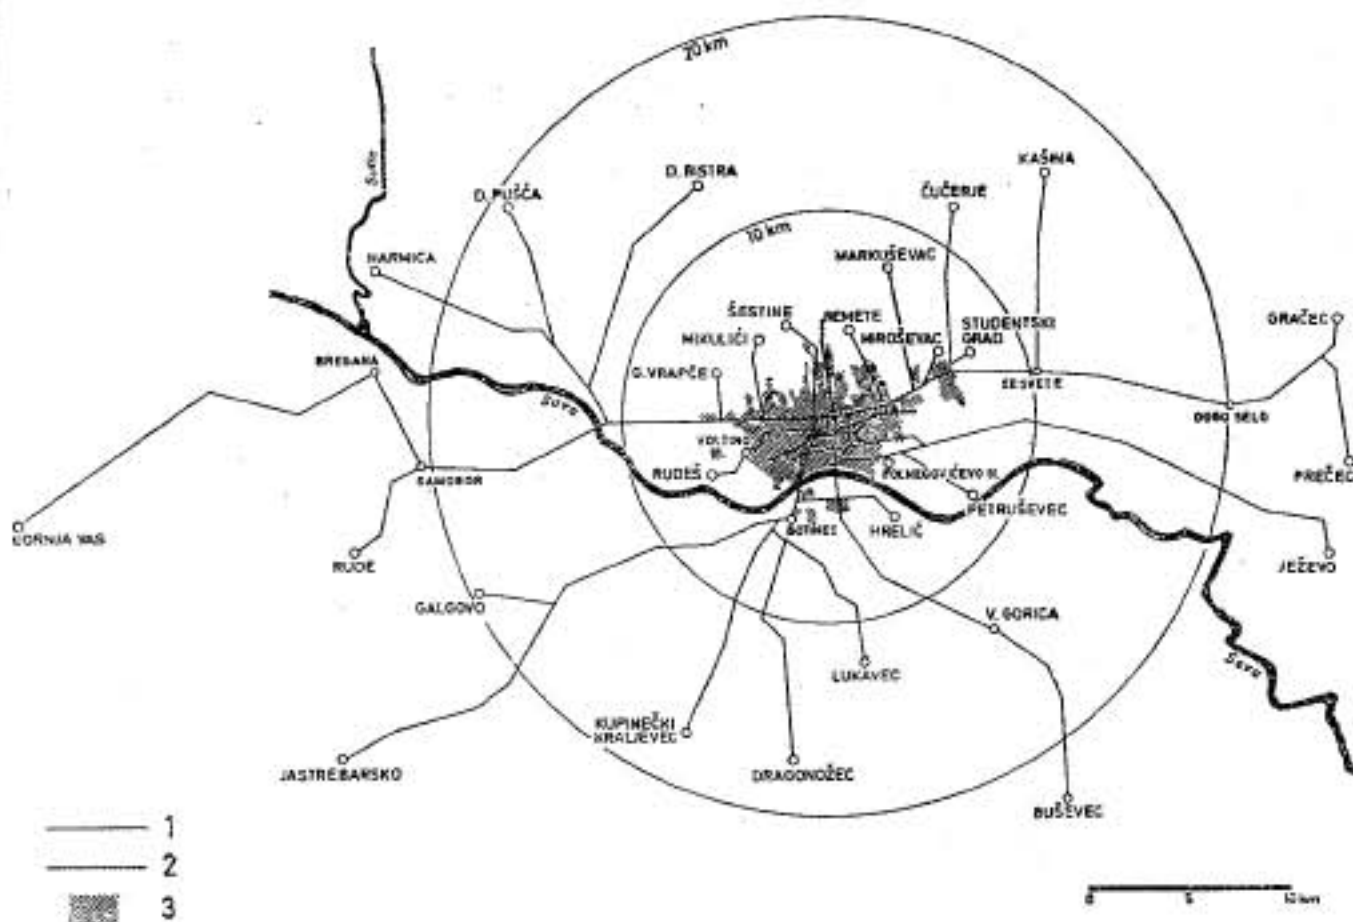 20 km
KAŠINA
D. BISTRA
D. PUŠĆA
ČUČERJE
Sutla
10 km
MARKUŠEVAC
HARMICA
ŠESTINE
REMETE
STUDENTSKI
GRAD
GRAČEC
MIKULIĆI
MIROŠEVAC
BREGANA
G. VRAPČE
SESVETE
Sava
DUGO SELO
RUDEŠ
SAMOBOR
PREČEC
PETRUŠEVEC
HRELIĆ
GORNJA VAS
RUDE
JEŽEVO
GALGOVO
V. GORICA
Sava
LUKAVEC
KUPINEČKI
KRALJEVEC
JASTREBARSKO
DRAGONOŽEC
BUŠEVEC
1
2
3
0 5 10 km